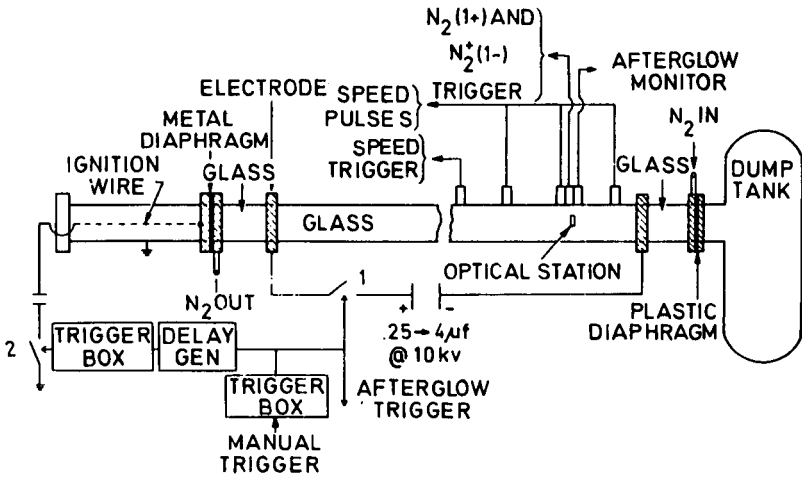 N₂(1+) AND
N₂⁺(1-)
TRIGGER
AFTERGLOW
MONITOR
ELECTRODE
SPEED
PULSES
N₂ IN
METAL
DIAPHRAGM
SPEED
TRIGGER
IGNITION
WIRE
GLASS
GLASS
DUMP
TANK
GLASS
OPTICAL STATION
1
N₂ OUT
+ -
PLASTIC
DIAPHRAGM
.25→4μf
@ 10kv
2
TRIGGER
BOX
DELAY
GEN
TRIGGER
BOX
AFTERGLOW
TRIGGER
MANUAL
TRIGGER